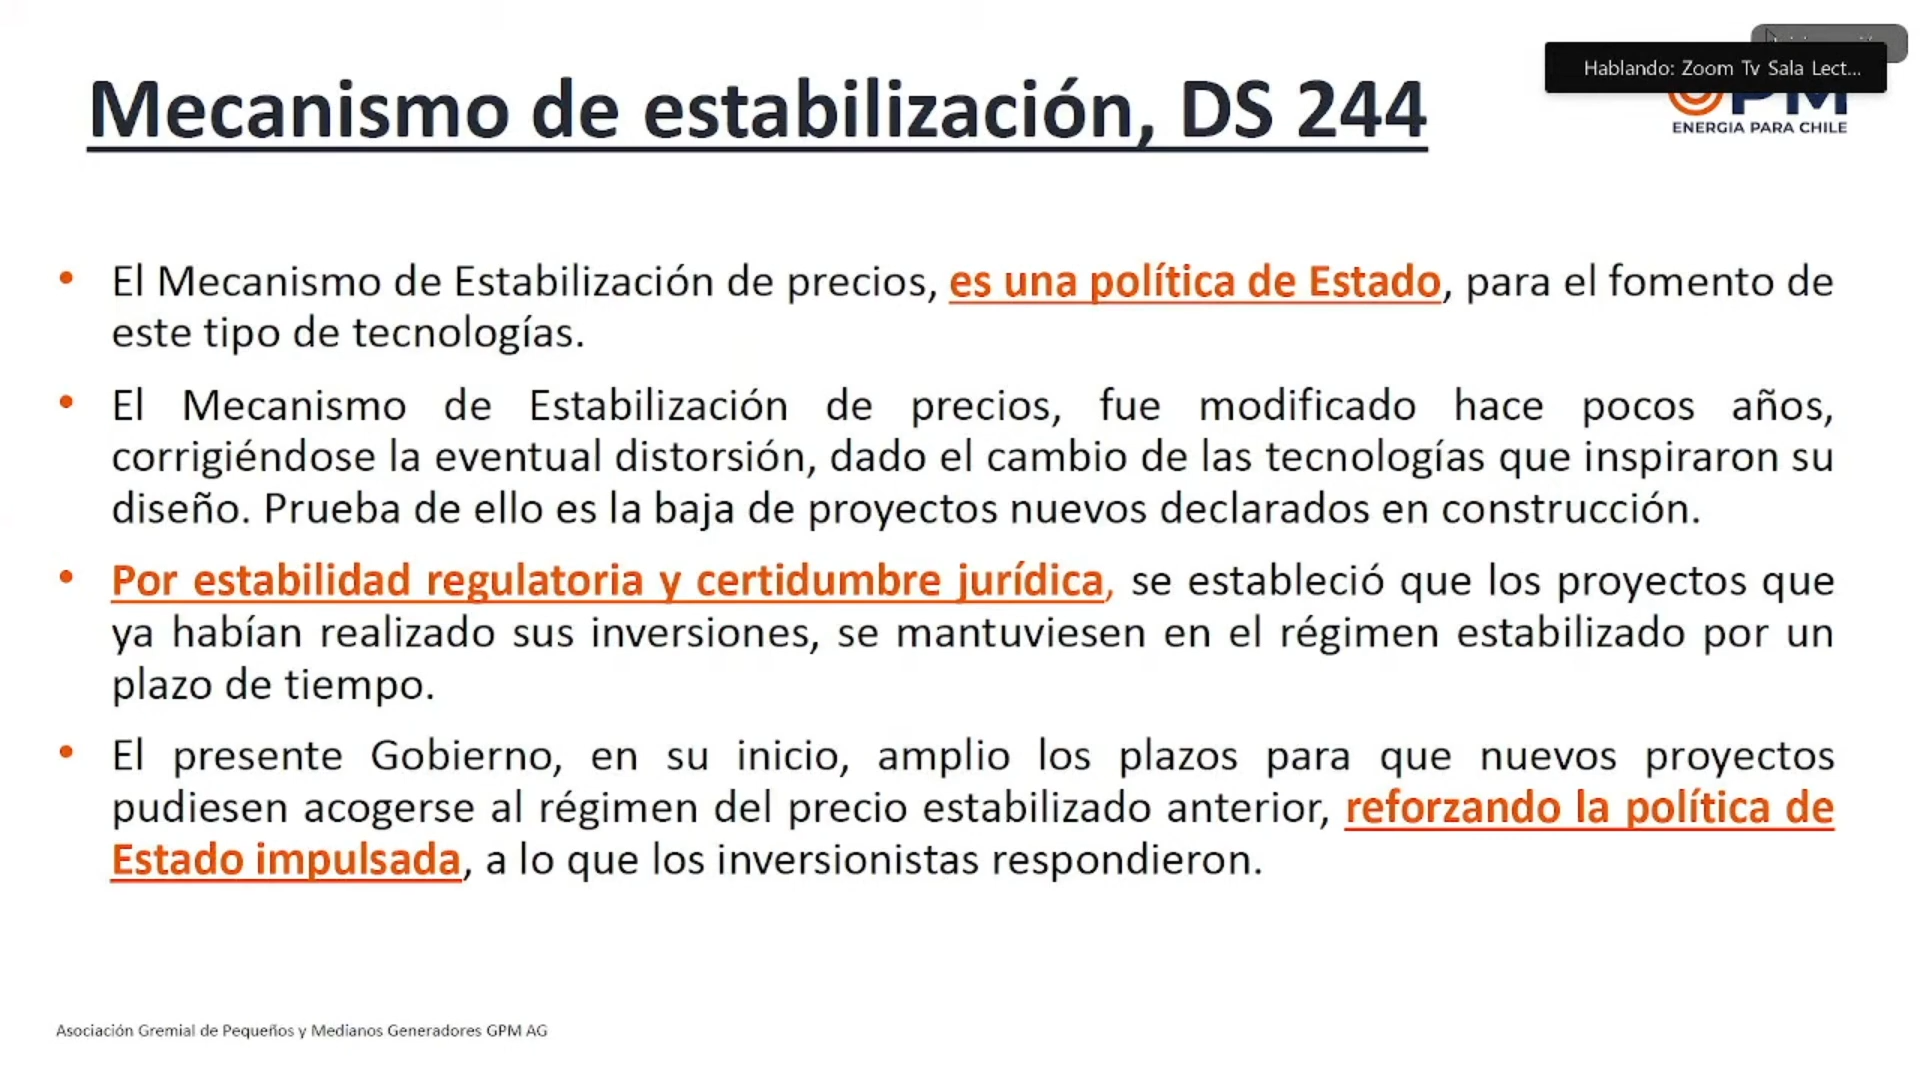 Hablando: Zoom Tv Sala Lect...
Mecanismo de estabilización, DS 244
ENERGIA PARA CHILE
• El Mecanismo de Estabilización de precios, es una política de Estado, para el fomento de
este tipo de tecnologías.
• El Mecanismo de Estabilización de precios, fue modificado hace pocos años,
corrigiéndose la eventual distorsión, dado el cambio de las tecnologías que inspiraron su
diseño. Prueba de ello es la baja de proyectos nuevos declarados en construcción.
• Por estabilidad regulatoria y certidumbre jurídica, se estableció que los proyectos que
ya habían realizado sus inversiones, se mantuviesen en el régimen estabilizado por un
plazo de tiempo.
• El presente Gobierno, en su inicio, amplio los plazos para que nuevos proyectos
pudiesen acogerse al régimen del precio estabilizado anterior, reforzando la política de
Estado impulsada, a lo que los inversionistas respondieron.
Asociación Gremial de Pequeños y Medianos Generadores GPM AG